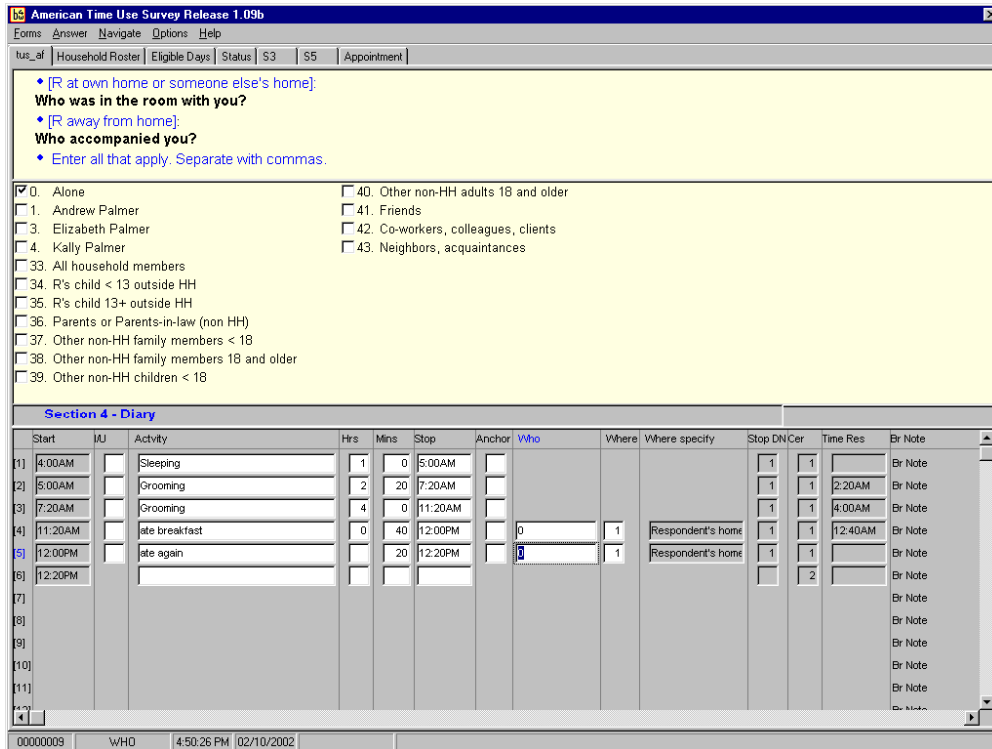 American Time Use Survey Release 1.09b
Forms Answer Navigate Options Help
tus_af Household Roster Eligible Days Status S3 S5 Appointment
[R at own home or someone else's home]:
Who was in the room with you?
[R away from home]:
Who accompanied you?
Enter all that apply. Separate with commas.
0. Alone
1. Andrew Palmer
3. Elizabeth Palmer
4. Kally Palmer
33. All household members
34. R's child < 13 outside HH
35. R's child 13+ outside HH
36. Parents or Parents-in-law (non HH)
37. Other non-HH family members < 18
38. Other non-HH family members 18 and older
39. Other non-HH children < 18
40. Other non-HH adults 18 and older
41. Friends
42. Co-workers, colleagues, clients
43. Neighbors, acquaintances
Section 4 - Diary
Start I/U Actvity Hrs Mins Stop Anchor Who Where Where specify Stop DN Cer Time Res Br Note
[1] 4:00AM Sleeping 1 0 5:00AM 1 1 Br Note
[2] 5:00AM Grooming 2 20 7:20AM 1 1 2:20AM Br Note
[3] 7:20AM Grooming 4 0 11:20AM 1 1 4:00AM Br Note
[4] 11:20AM ate breakfast 0 40 12:00PM 0 1 Respondent's home 1 1 12:40AM Br Note
[5] 12:00PM ate again 20 12:20PM 0 1 Respondent's home 1 1 Br Note
[6] 12:20PM 2 Br Note
[7] Br Note
[8] Br Note
[9] Br Note
[10] Br Note
[11] Br Note
00000009 WHO 4:50:26 PM 02/10/2002